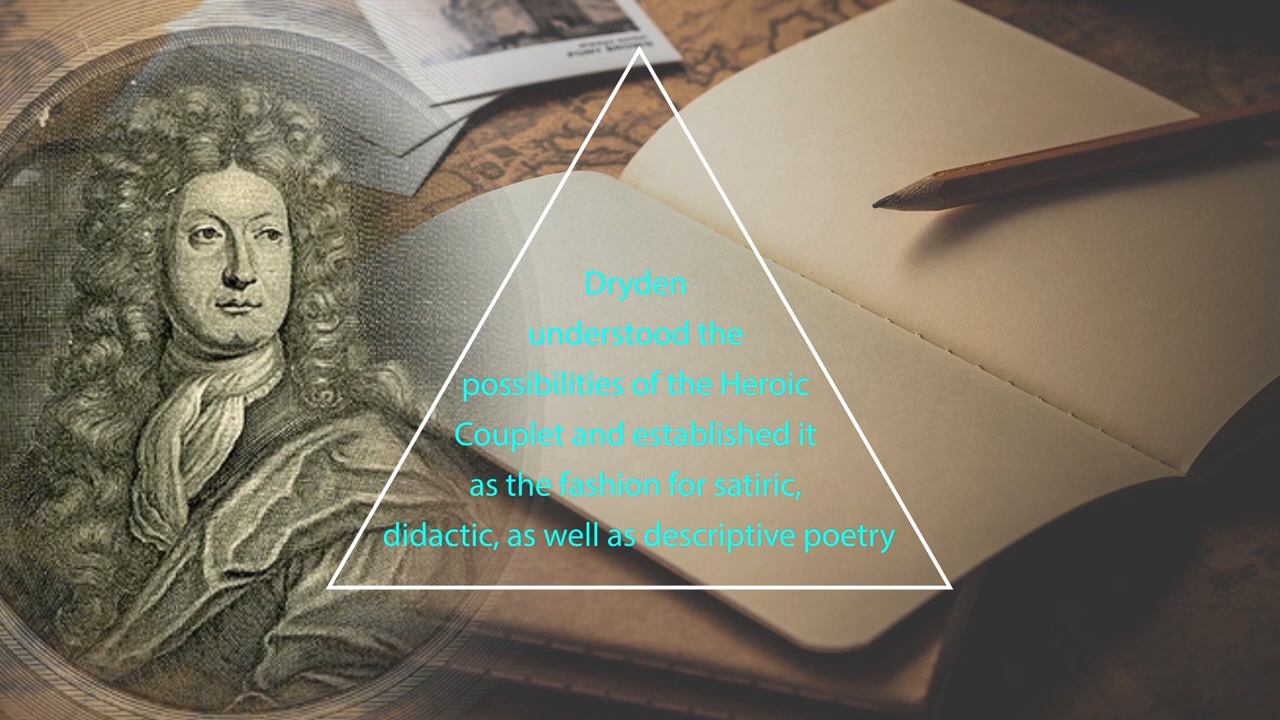 Dryden
understood the
possibilities of the Heroic
Couplet and established it
as the fashion for satiric,
didactic, as well as descriptive poetry